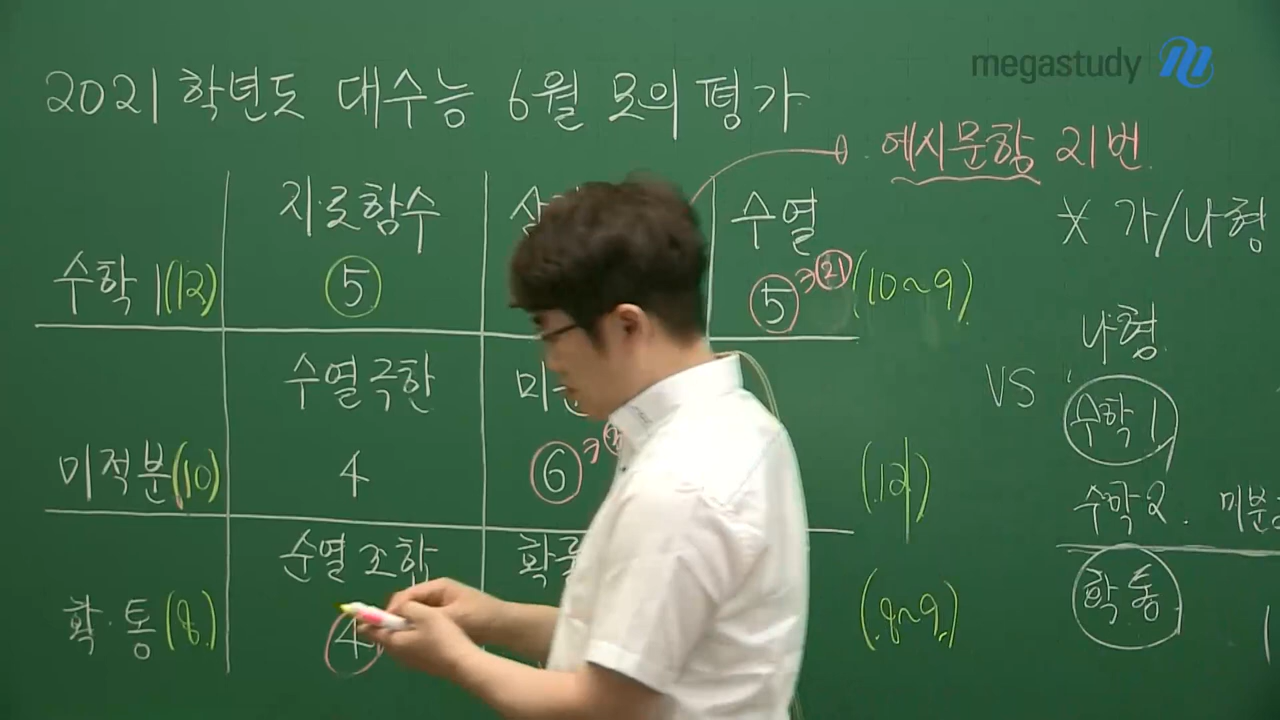 megastudy
2021 학년도 대수능 6월 모의평가
예시문항 21번
* 가/나형
지·로함수 수열
수학 1 (12) 5 5 21 (10~9)
나형
수열극한
VS 수학 1
미적분 (10) 4 6 (12)
수학2. 미분
순열조합
확·통 (8) 4 (8~9)
확통